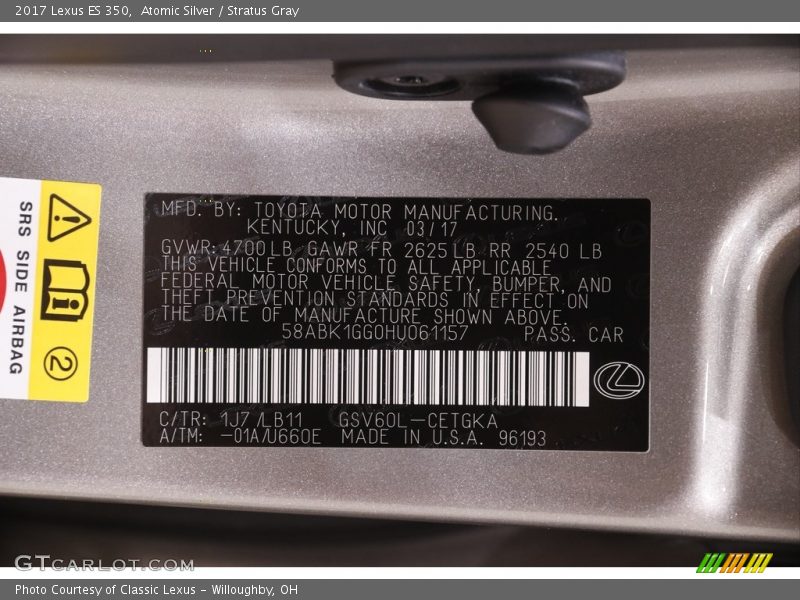 2017 Lexus ES 350,  Atomic Silver / Stratus Gray
SRS SIDE AIRBAG
2
MFD. BY: TOYODA MOTOR MANUFACTURING.
KENTUCKY, INC 03/17
GVWR:4700LB GAWR FR 2625LB RR 2540 LB
THIS VEHICLE CONFORMS TO ALL APPLICABLE
FEDERAL MOTOR VEHICLE SAFETY, BUMPER, AND
THEFT PREVENTION STANDARDS IN EFFECT ON
THE DATE OF MANUFACTURE SHOWN ABOVE.
58ABK1GG0HU061157 PASS. CAR
C/TR: 1J7 /LB11 GSV60L-CETGKA
A/TM: -01A/U660E MADE IN U.S.A. 96193
GTCARLOT.COM
Photo Courtesy of Classic Lexus - Willoughby, OH